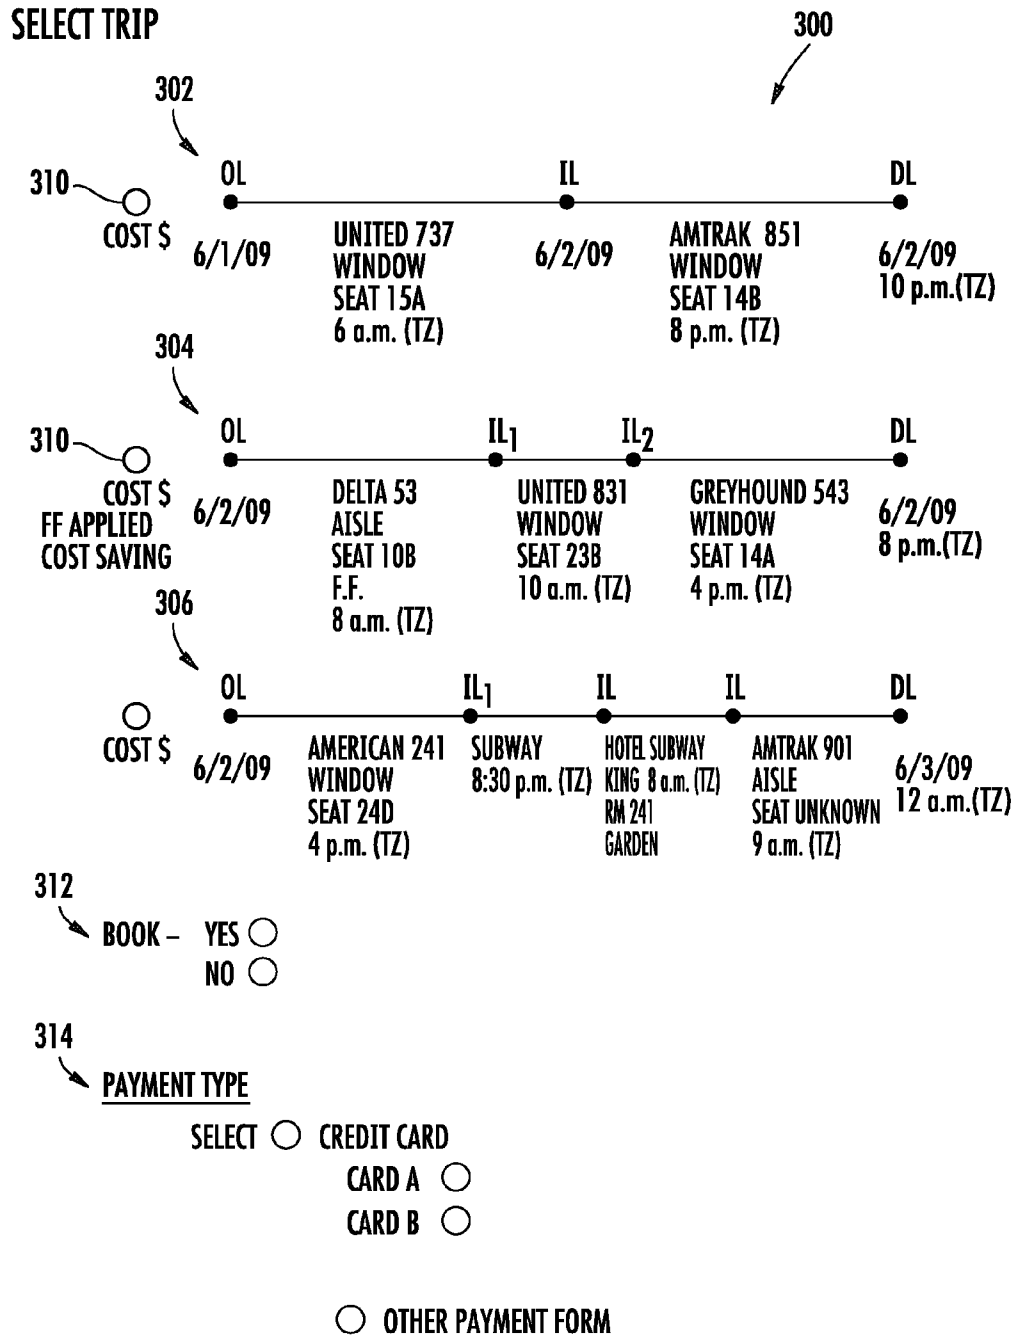 SELECT TRIP
300
302
310
OL IL DL
COST $
6/1/09
UNITED 737
WINDOW
SEAT 15A
6 a.m. (TZ)
6/2/09
AMTRAK 851
WINDOW
SEAT 14B
8 p.m. (TZ)
6/2/09
10 p.m.(TZ)
304
310
OL IL1 IL2 DL
COST $
FF APPLIED
COST SAVING
6/2/09
DELTA 53
AISLE
SEAT 10B
F.F.
8 a.m. (TZ)
UNITED 831
WINDOW
SEAT 23B
10 a.m. (TZ)
GREYHOUND 543
WINDOW
SEAT 14A
4 p.m. (TZ)
6/2/09
8 p.m.(TZ)
306
OL IL1 IL IL DL
COST $
6/2/09
AMERICAN 241
WINDOW
SEAT 24D
4 p.m. (TZ)
SUBWAY
8:30 p.m. (TZ)
HOTEL SUBWAY
KING 8 a.m. (TZ)
RM 241
GARDEN
AMTRAK 901
AISLE
SEAT UNKNOWN
9 a.m. (TZ)
6/3/09
12 a.m.(TZ)
312
BOOK – YES
NO
314
PAYMENT TYPE
SELECT CREDIT CARD
CARD A
CARD B
OTHER PAYMENT FORM